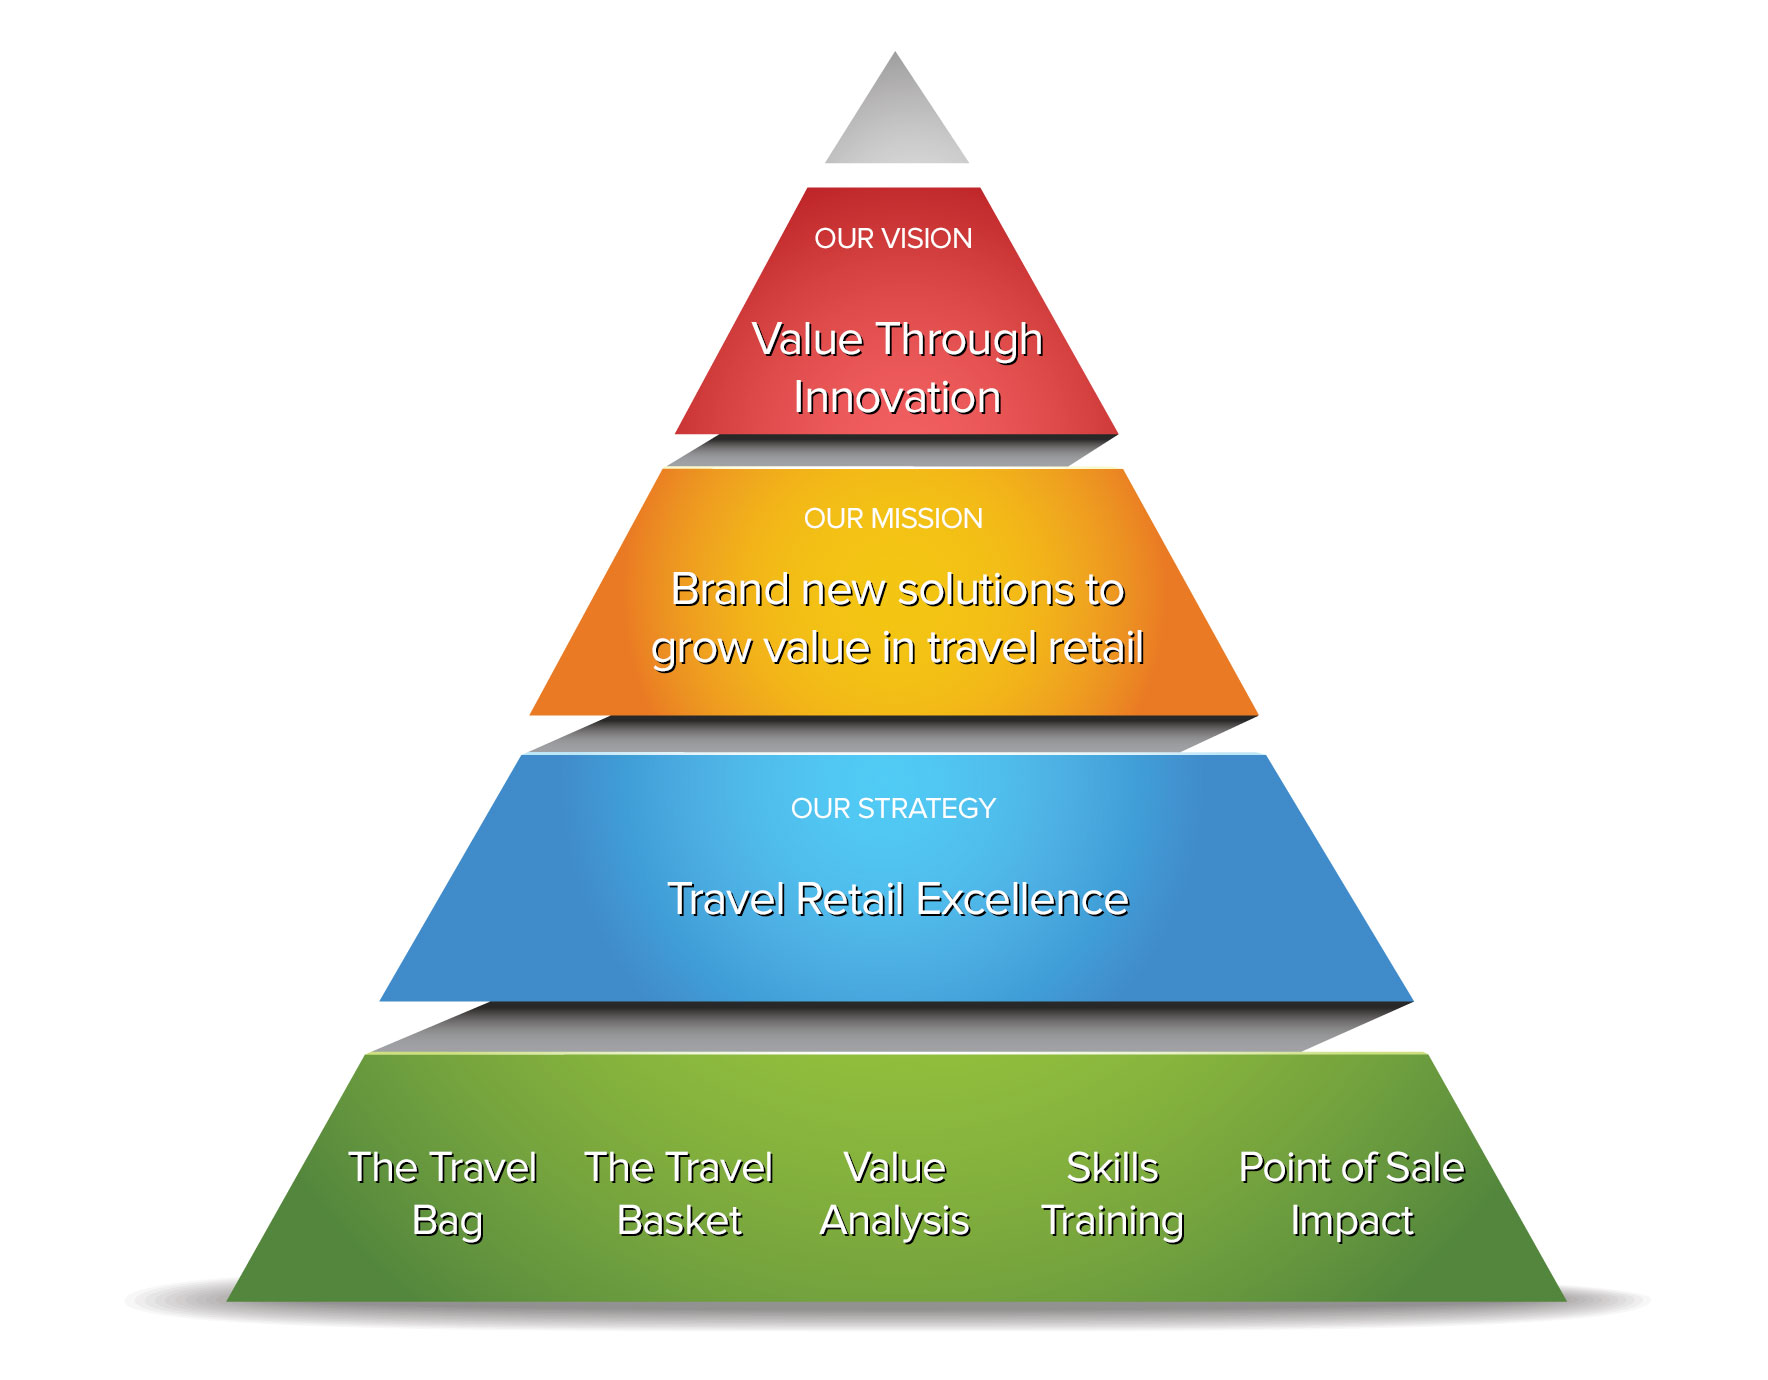 OUR VISION
Value Through
Innovation
OUR MISSION
Brand new solutions to
grow value in travel retail
OUR STRATEGY
Travel Retail Excellence
The Travel
Bag
The Travel
Basket
Value
Analysis
Skills
Training
Point of Sale
Impact